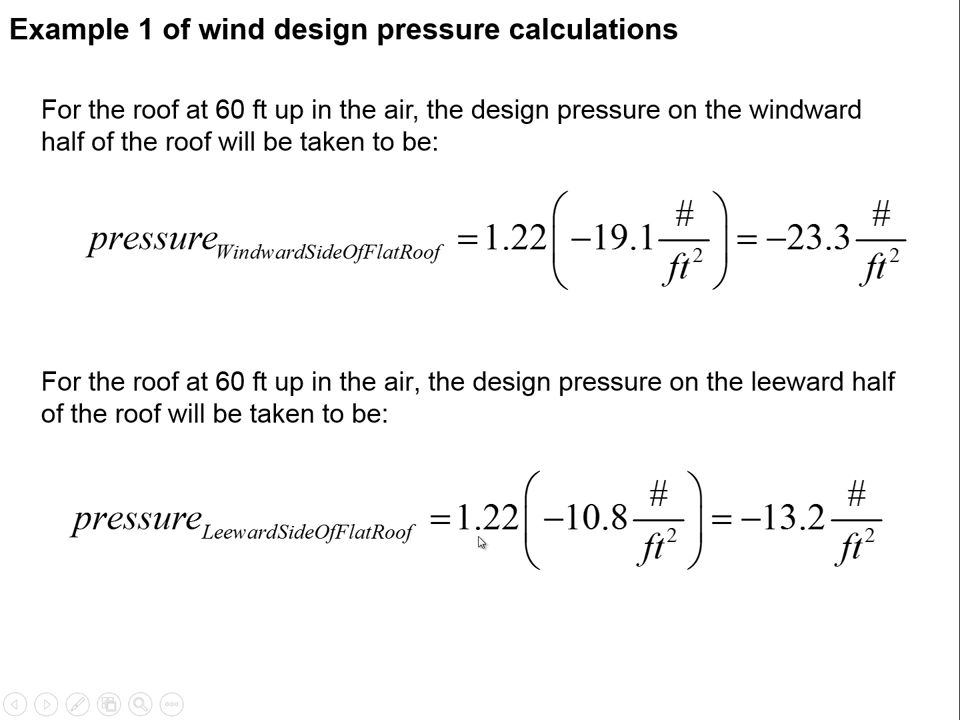 Example 1 of wind design pressure calculations
For the roof at 60 ft up in the air, the design pressure on the windward
half of the roof will be taken to be:
pressure_WindwardSideOfFlatRoof = 1.22(−19.1 #/ft²) = −23.3 #/ft²
For the roof at 60 ft up in the air, the design pressure on the leeward half
of the roof will be taken to be:
pressure_LeewardSideOfFlatRoof = 1.22(−10.8 #/ft²) = −13.2 #/ft²